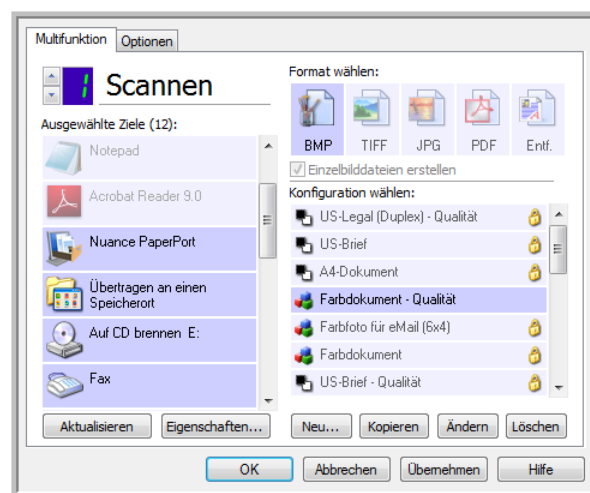 Multifunktion Optionen
1 Scannen
Ausgewählte Ziele (12):
Notepad
Acrobat Reader 9.0
Nuance PaperPort
Übertragen an einen
Speicherort
Auf CD brennen E:
Fax
Aktualisieren Eigenschaften...
Format wählen:
BMP TIFF JPG PDF Entf.
Einzelbilddateien erstellen
Konfiguration wählen:
US-Legal (Duplex) - Qualität
US-Brief
A4-Dokument
Farbdokument - Qualität
Farbfoto für eMail (6x4)
Farbdokument
US-Brief - Qualität
Neu... Kopieren Ändern Löschen
OK Abbrechen Übernehmen Hilfe